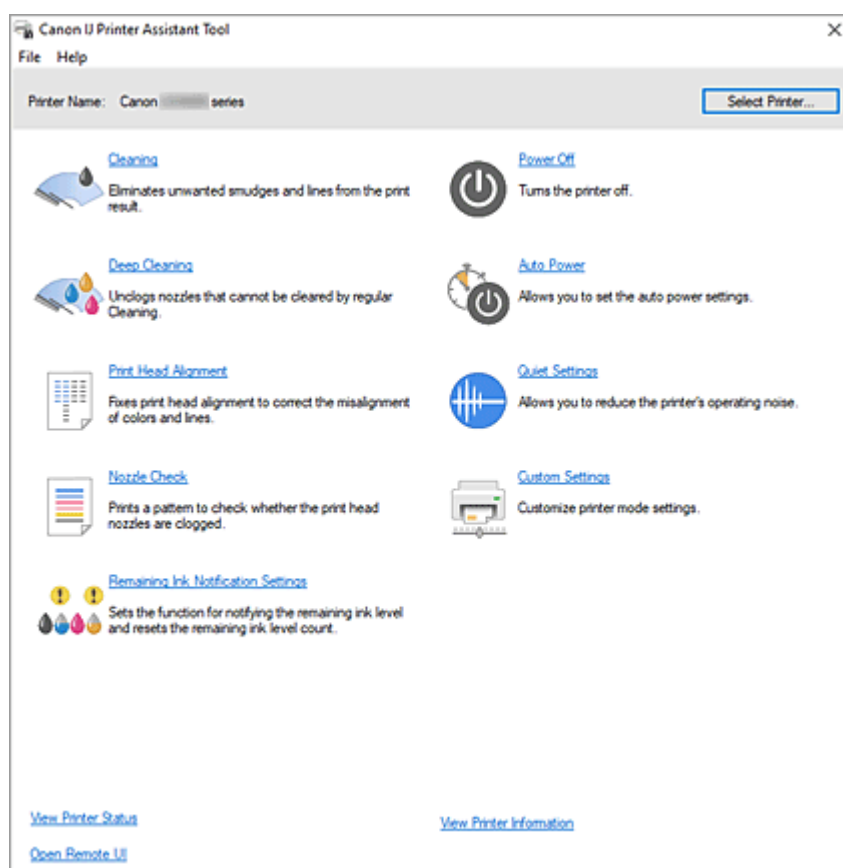 Canon IJ Printer Assistant Tool
File Help
Printer Name: Canon series
Select Printer...
Cleaning
Eliminates unwanted smudges and lines from the print
result.
Power Off
Turns the printer off.
Deep Cleaning
Unclogs nozzles that cannot be cleared by regular
Cleaning.
Auto Power
Allows you to set the auto power settings.
Print Head Alignment
Fixes print head alignment to correct the misalignment
of colors and lines.
Quiet Settings
Allows you to reduce the printer's operating noise.
Nozzle Check
Prints a pattern to check whether the print head
nozzles are clogged.
Custom Settings
Customize printer mode settings.
Remaining Ink Notification Settings
Sets the function for notifying the remaining ink level
and resets the remaining ink level count.
View Printer Status
View Printer Information
Open Remote UI